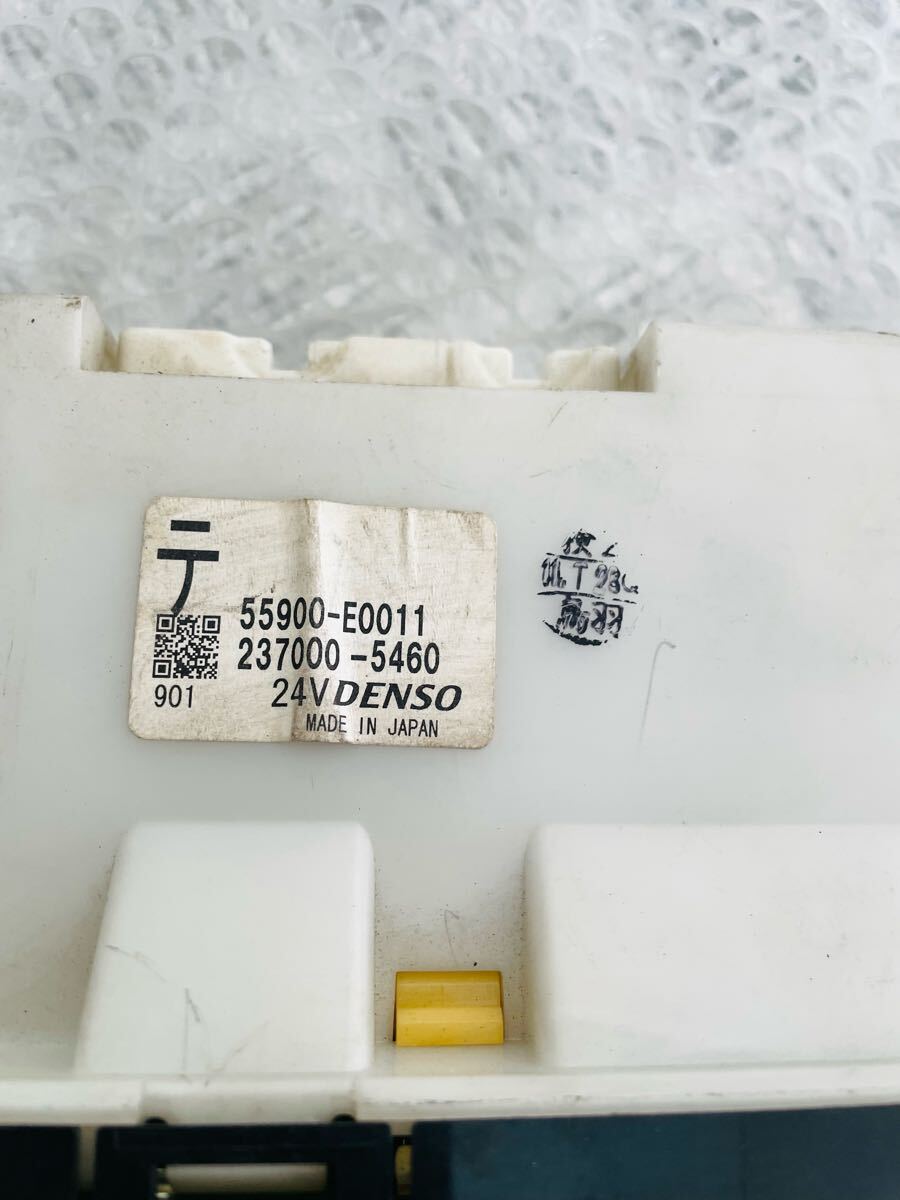 テ
55900-E0011
237000-5460
901
24V DENSO
MADE IN JAPAN